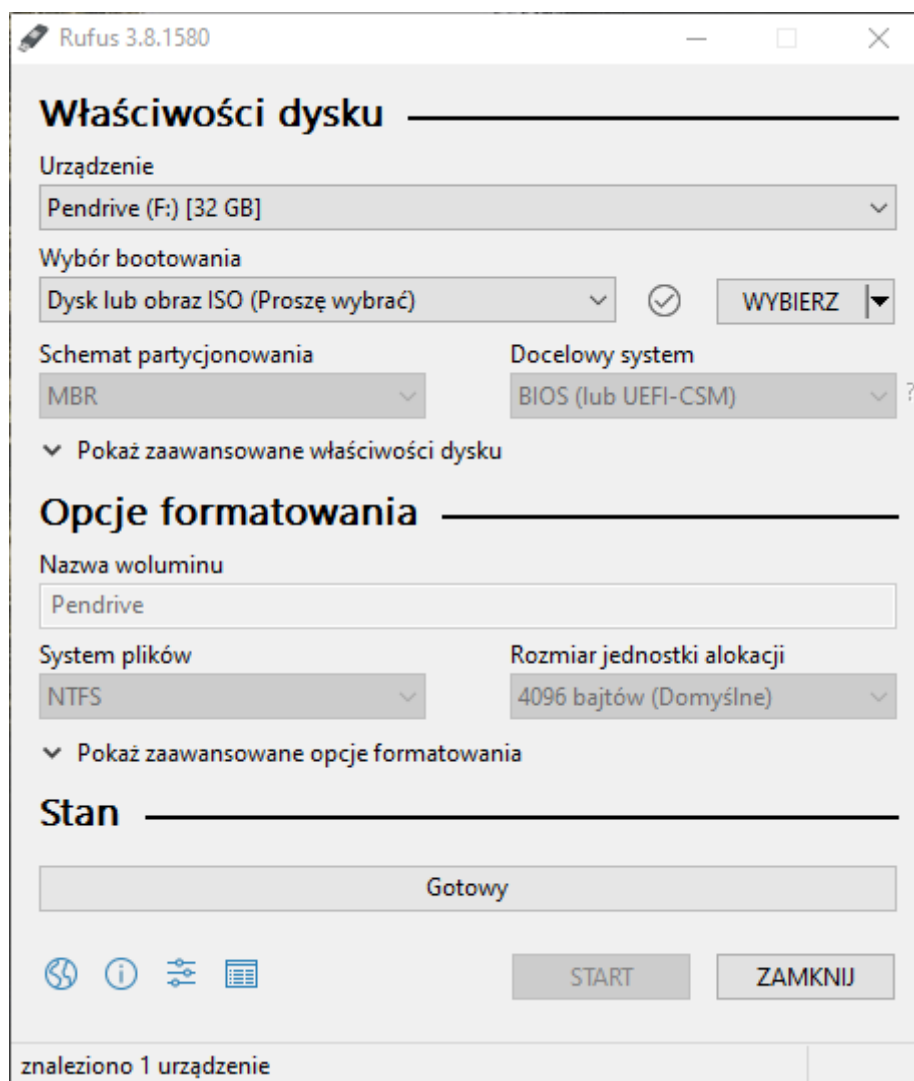 Rufus 3.8.1580
Właściwości dysku
Urządzenie
Pendrive (F:) [32 GB]
Wybór bootowania
Dysk lub obraz ISO (Proszę wybrać)
WYBIERZ
Schemat partycjonowania
Docelowy system
MBR
BIOS (lub UEFI-CSM)
?
Pokaż zaawansowane właściwości dysku
Opcje formatowania
Nazwa woluminu
Pendrive
System plików
Rozmiar jednostki alokacji
NTFS
4096 bajtów (Domyślne)
Pokaż zaawansowane opcje formatowania
Stan
Gotowy
START
ZAMKNIJ
znaleziono 1 urządzenie